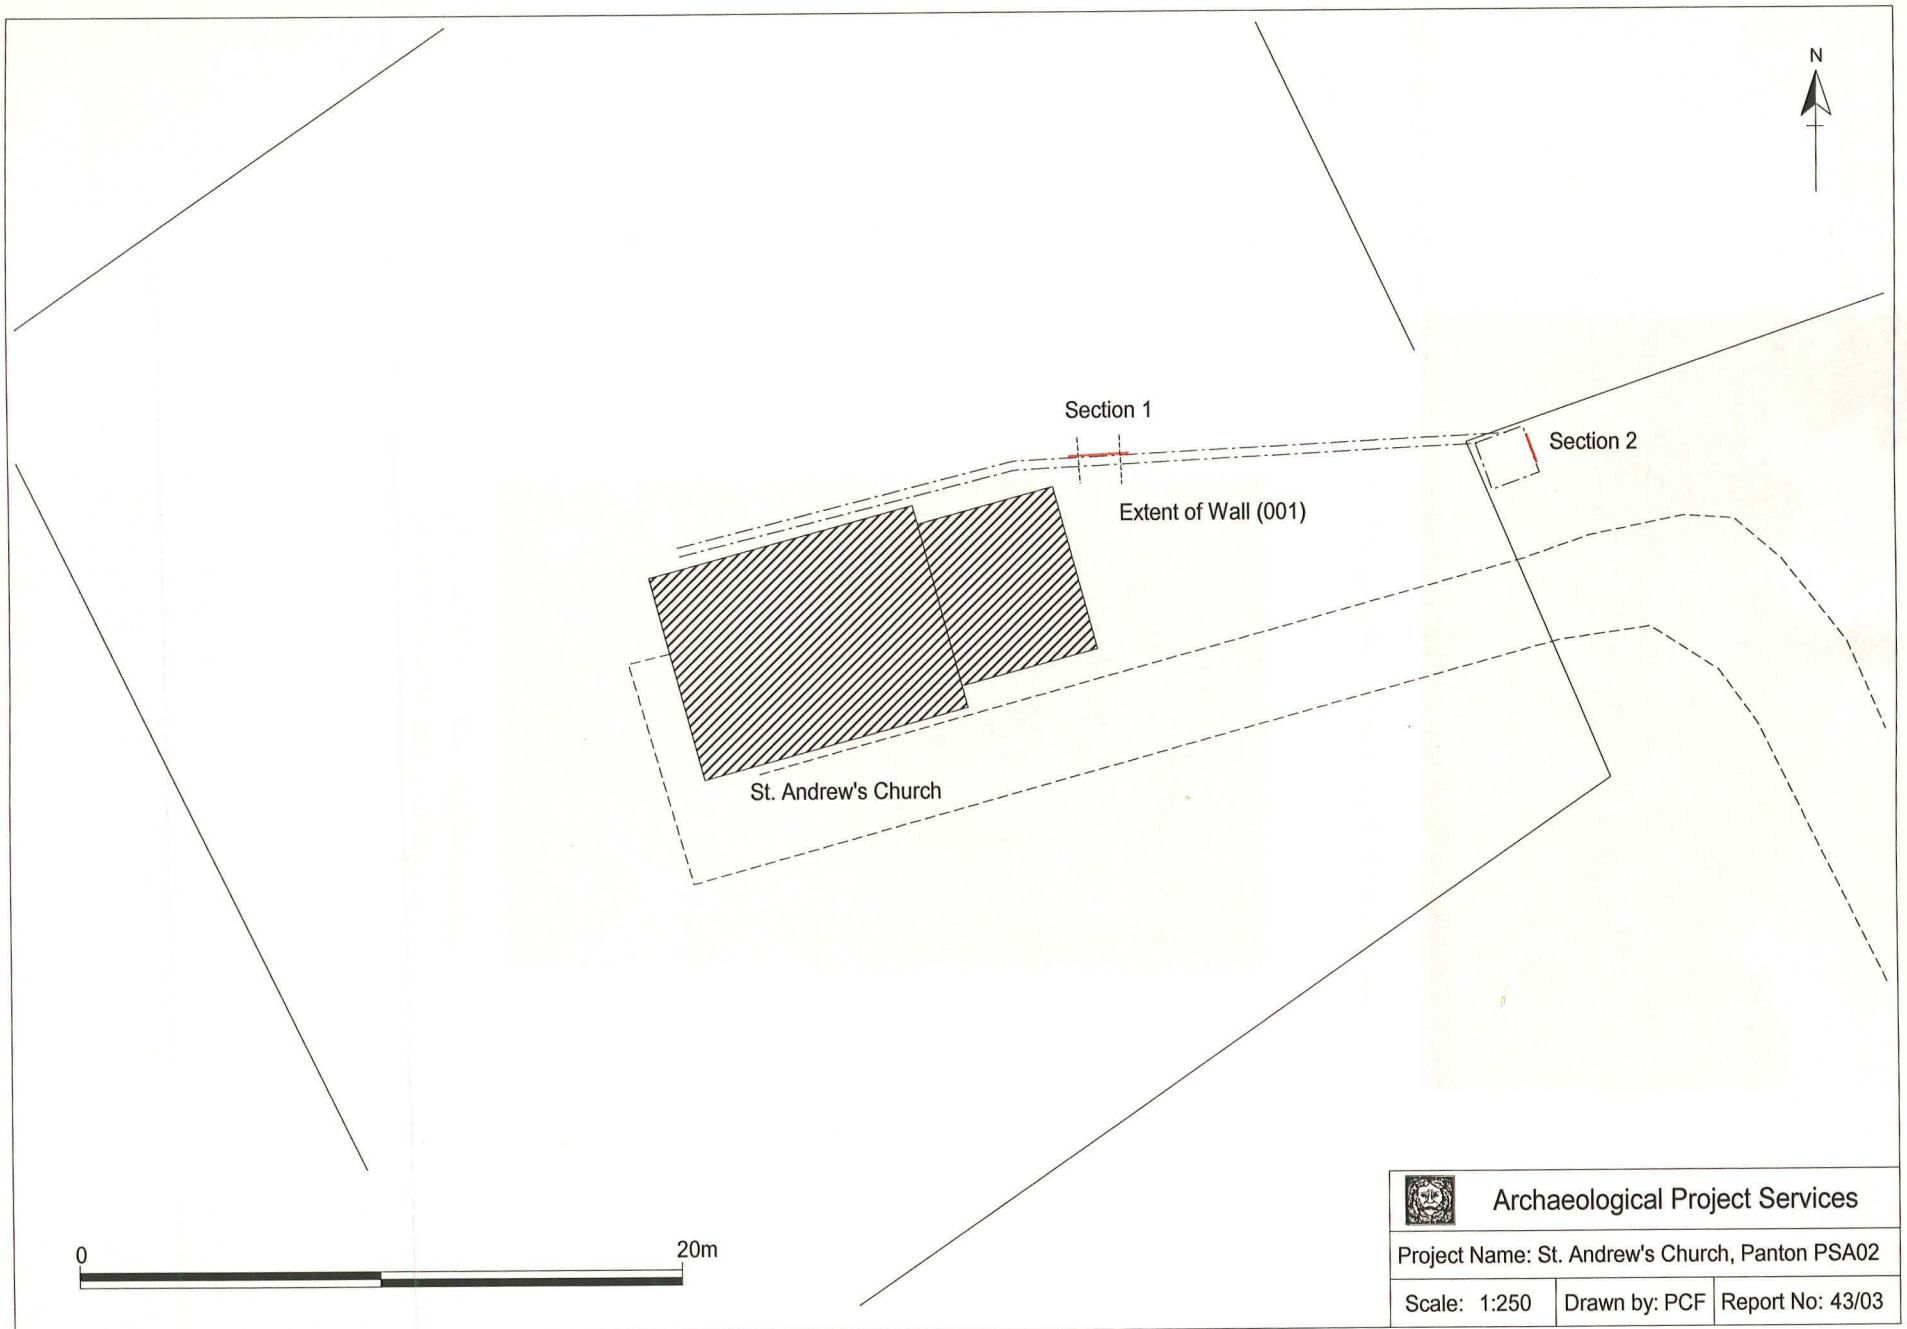 N
Section 1
Section 2
Extent of Wall (001)
St. Andrew's Church
0
20m
Archaeological Project Services
Project Name: St. Andrew's Church, Panton PSA02
Scale: 1:250
Drawn by: PCF
Report No: 43/03